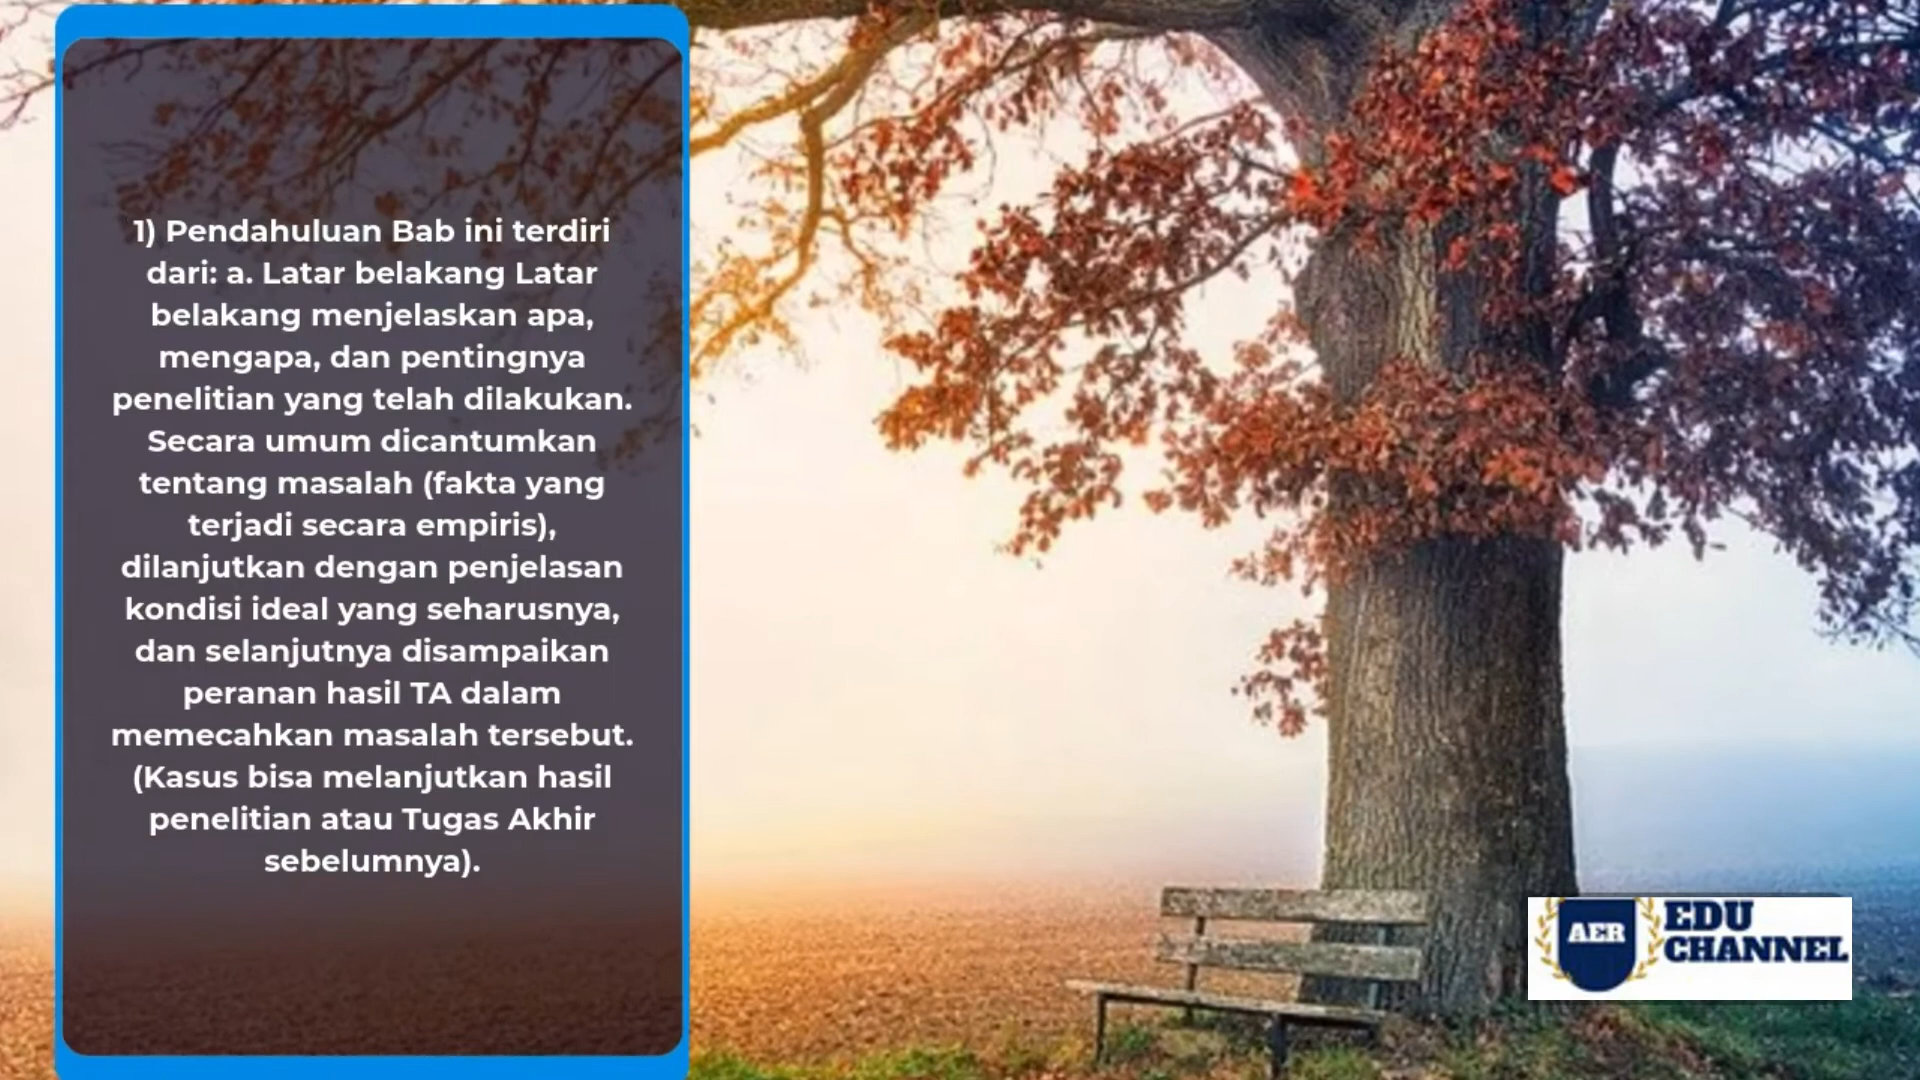 1) Pendahuluan Bab ini terdiri
dari: a. Latar belakang Latar
belakang menjelaskan apa,
mengapa, dan pentingnya
penelitian yang telah dilakukan.
Secara umum dicantumkan
tentang masalah (fakta yang
terjadi secara empiris),
dilanjutkan dengan penjelasan
kondisi ideal yang seharusnya,
dan selanjutnya disampaikan
peranan hasil TA dalam
memecahkan masalah tersebut.
(Kasus bisa melanjutkan hasil
penelitian atau Tugas Akhir
sebelumnya).
AER
EDU
CHANNEL